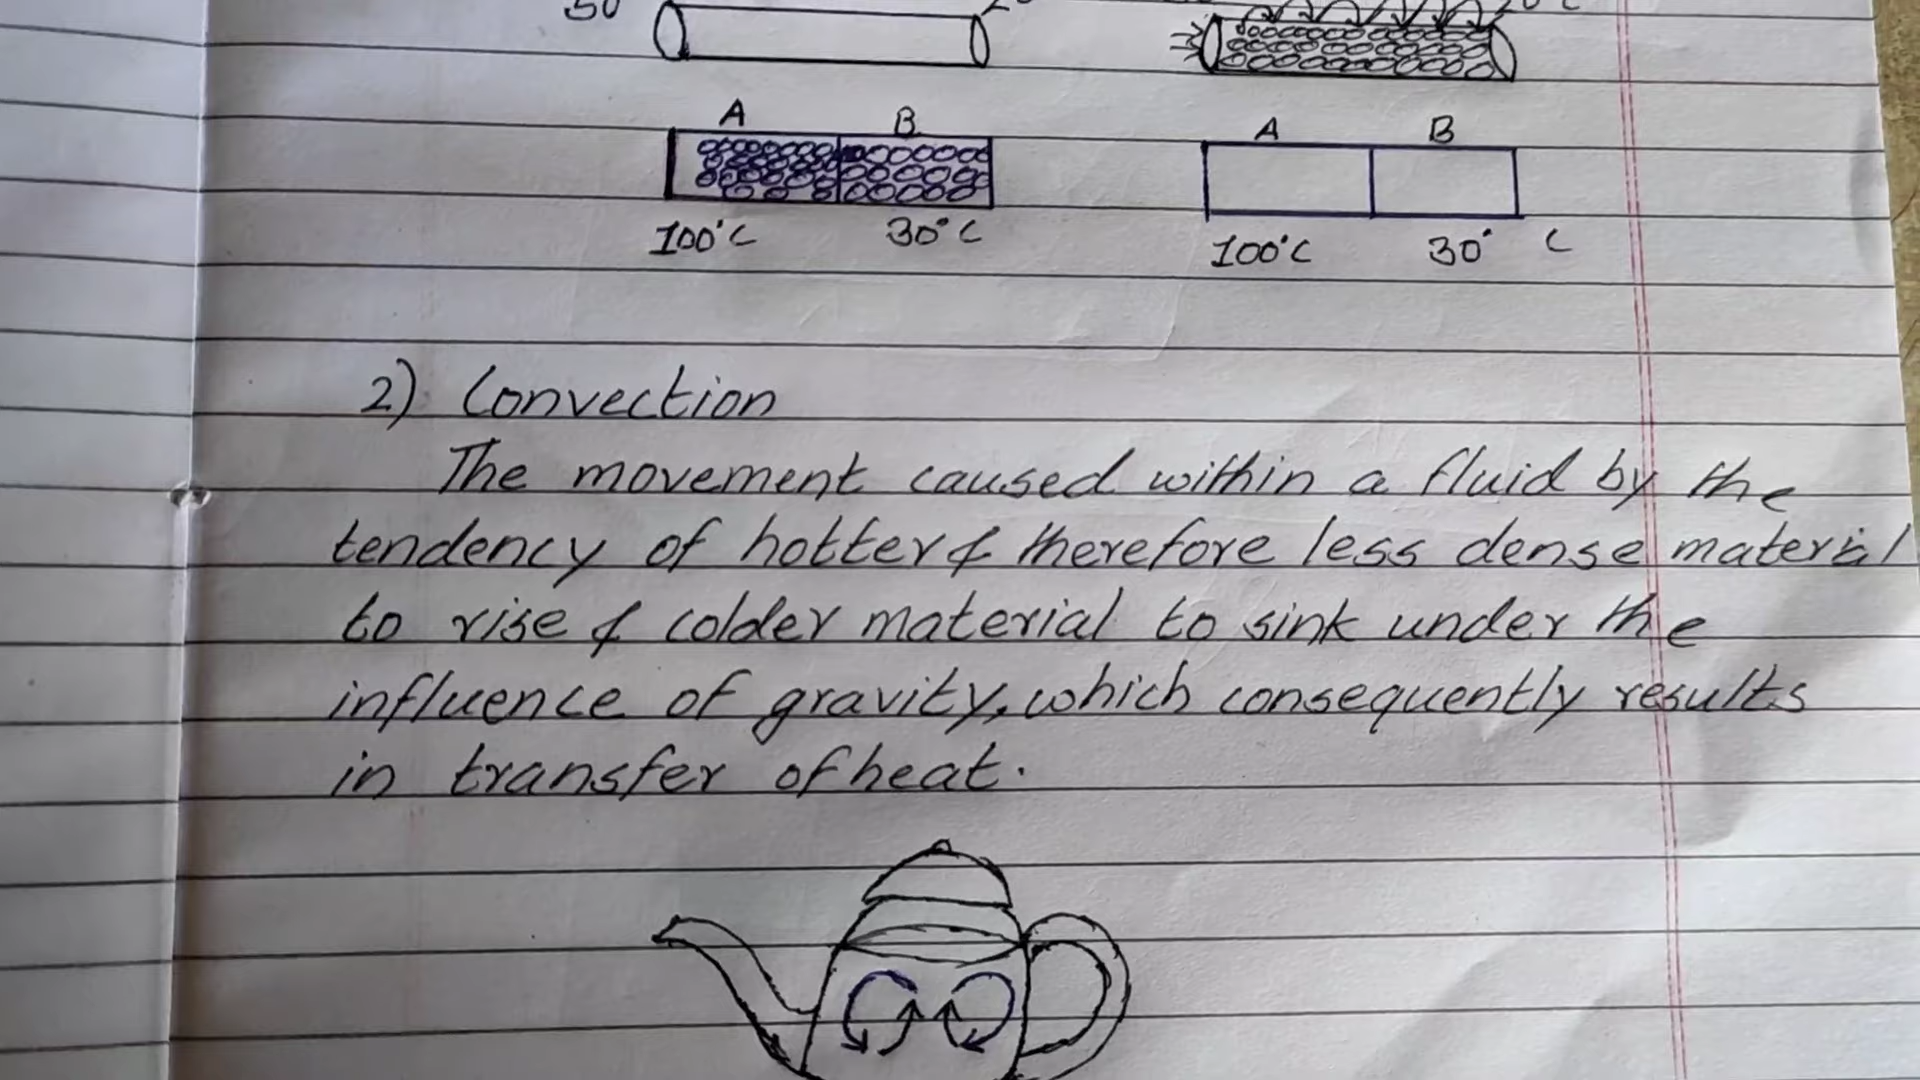 50
A B A B
100°C 30°C 100°C 30° C
2) Convection
The movement caused within a fluid by the
tendency of hotter & therefore less dense material
to rise & colder material to sink under the
influence of gravity, which consequently results
in transfer of heat.